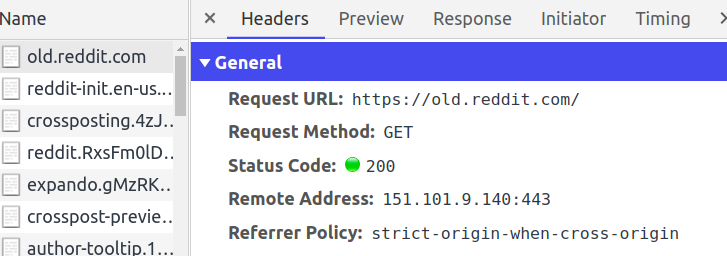 Name
× Headers Preview Response Initiator Timing
old.reddit.com
reddit-init.en-us...
crossposting.4zJ...
reddit.RxsFm0lD...
expando.gMzRK...
crosspost-previe...
author-tooltip.1...
▼ General
Request URL: https://old.reddit.com/
Request Method: GET
Status Code: 200
Remote Address: 151.101.9.140:443
Referrer Policy: strict-origin-when-cross-origin